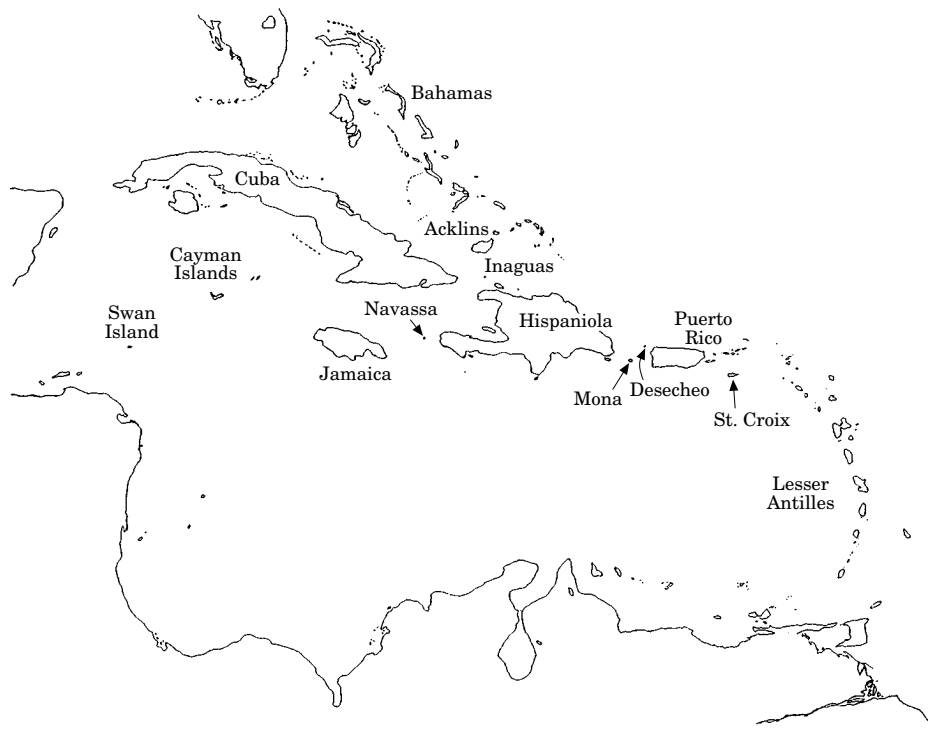 Bahamas
Cuba
Acklins
Cayman
Islands
Inaguas
Navassa
Swan
Island
Hispaniola
Puerto
Rico
Jamaica
Mona
Desecheo
St. Croix
Lesser
Antilles